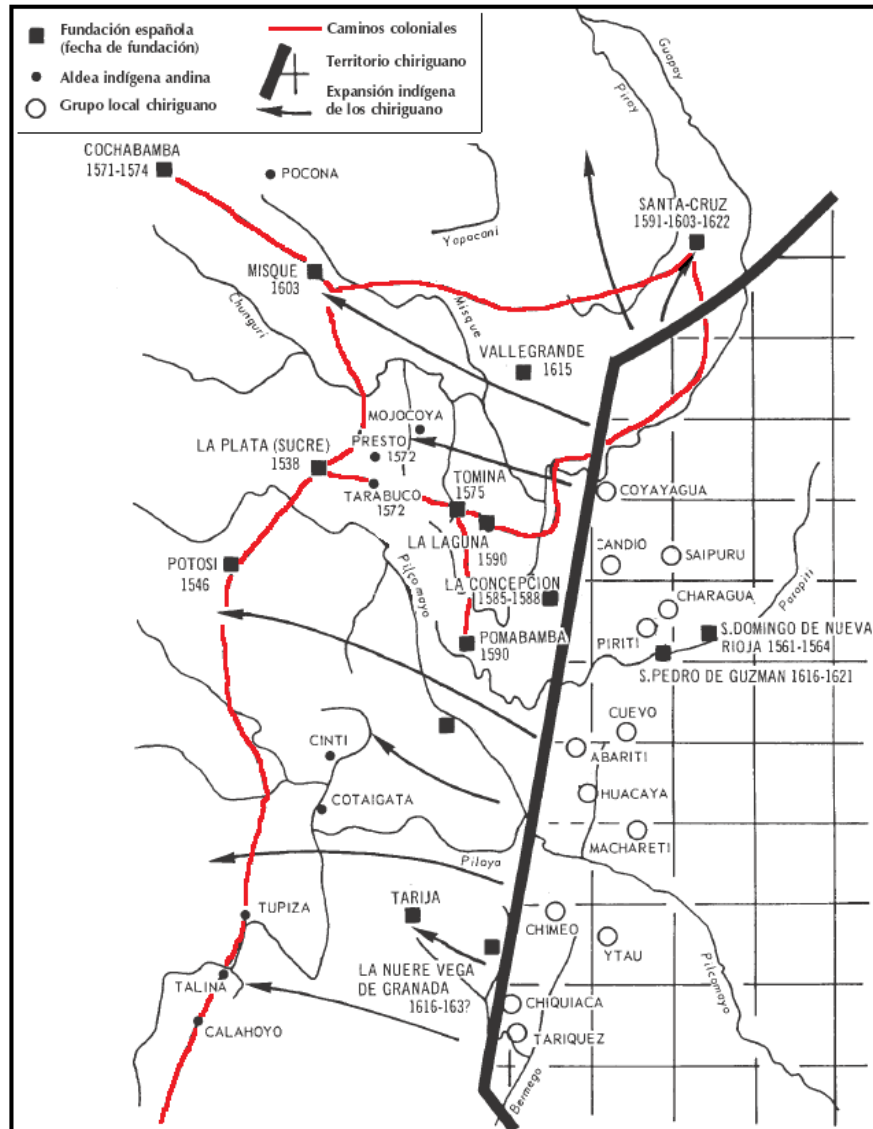 Fundación española
(fecha de fundación)
Aldea indígena andina
Grupo local chiriguano
Caminos coloniales
Territorio chiriguano
Expansión indígena
de los chiriguano
Guapay
Piray
COCHABAMBA
1571-1574
POCONA
SANTA-CRUZ
1591-1603-1622
Yapacani
MISQUE
1603
Chunguri
Misque
VALLEGRANDE
1615
MOJOCOYA
LA PLATA (SUCRE)
1538
PRESTO
1572
TOMINA
1575
TARABUCO
1572
COYAYAGUA
LA LAGUNA
1590
POTOSI
1546
Pilcomayo
CANDIO
SAIPURU
LA CONCEPCION
1585-1588
CHARAGUA
Parapiti
POMABAMBA
1590
PIRITI
S.DOMINGO DE NUEVA
RIOJA 1561-1564
S.PEDRO DE GUZMAN 1616-1621
CUEVO
CINTI
ABARITI
COTAIGATA
HUACAYA
MACHARETI
Pilaya
TARIJA
TUPIZA
CHIMEO
YTAU
LA NUERE VEGA
DE GRANADA
1616-163?
TALINA
Pilcomayo
CHIQUIACA
CALAHOYO
TARIQUEZ
Bermego